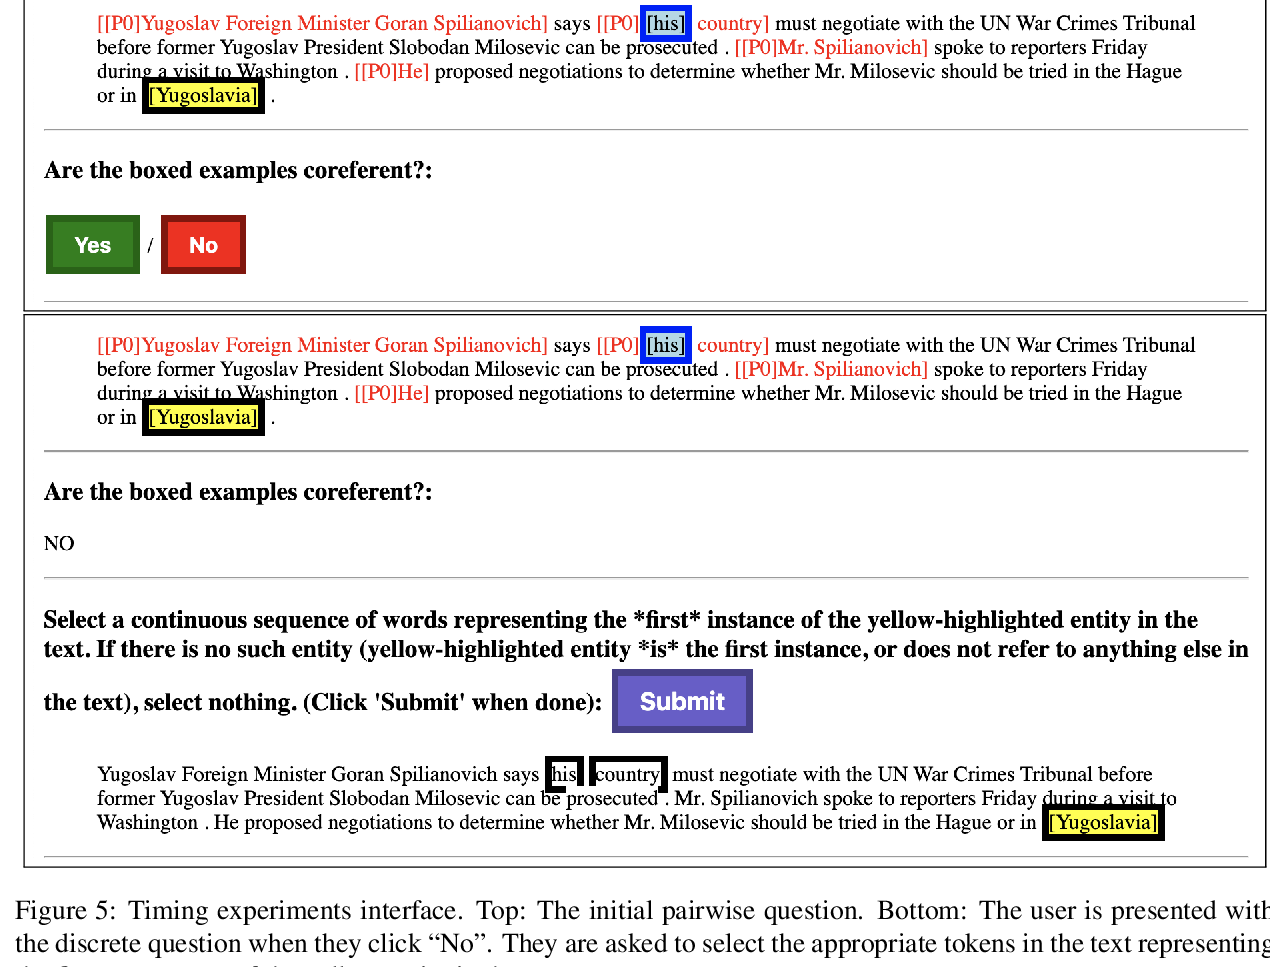 [[P0]Yugoslav Foreign Minister Goran Spilianovich] says [[P0] [his] country] must negotiate with the UN War Crimes Tribunal
before former Yugoslav President Slobodan Milosevic can be prosecuted . [[P0]Mr. Spilianovich] spoke to reporters Friday
during a visit to Washington . [[P0]He] proposed negotiations to determine whether Mr. Milosevic should be tried in the Hague
or in [Yugoslavia] .
Are the boxed examples coreferent?:
Yes / No
[[P0]Yugoslav Foreign Minister Goran Spilianovich] says [[P0] [his] country] must negotiate with the UN War Crimes Tribunal
before former Yugoslav President Slobodan Milosevic can be prosecuted . [[P0]Mr. Spilianovich] spoke to reporters Friday
during a visit to Washington . [[P0]He] proposed negotiations to determine whether Mr. Milosevic should be tried in the Hague
or in [Yugoslavia] .
Are the boxed examples coreferent?:
NO
Select a continuous sequence of words representing the *first* instance of the yellow-highlighted entity in the
text. If there is no such entity (yellow-highlighted entity *is* the first instance, or does not refer to anything else in
the text), select nothing. (Click 'Submit' when done): Submit
Yugoslav Foreign Minister Goran Spilianovich says his country must negotiate with the UN War Crimes Tribunal before
former Yugoslav President Slobodan Milosevic can be prosecuted . Mr. Spilianovich spoke to reporters Friday during a visit to
Washington . He proposed negotiations to determine whether Mr. Milosevic should be tried in the Hague or in [Yugoslavia]
Figure 5: Timing experiments interface. Top: The initial pairwise question. Bottom: The user is presented with
the discrete question when they click “No”. They are asked to select the appropriate tokens in the text representing